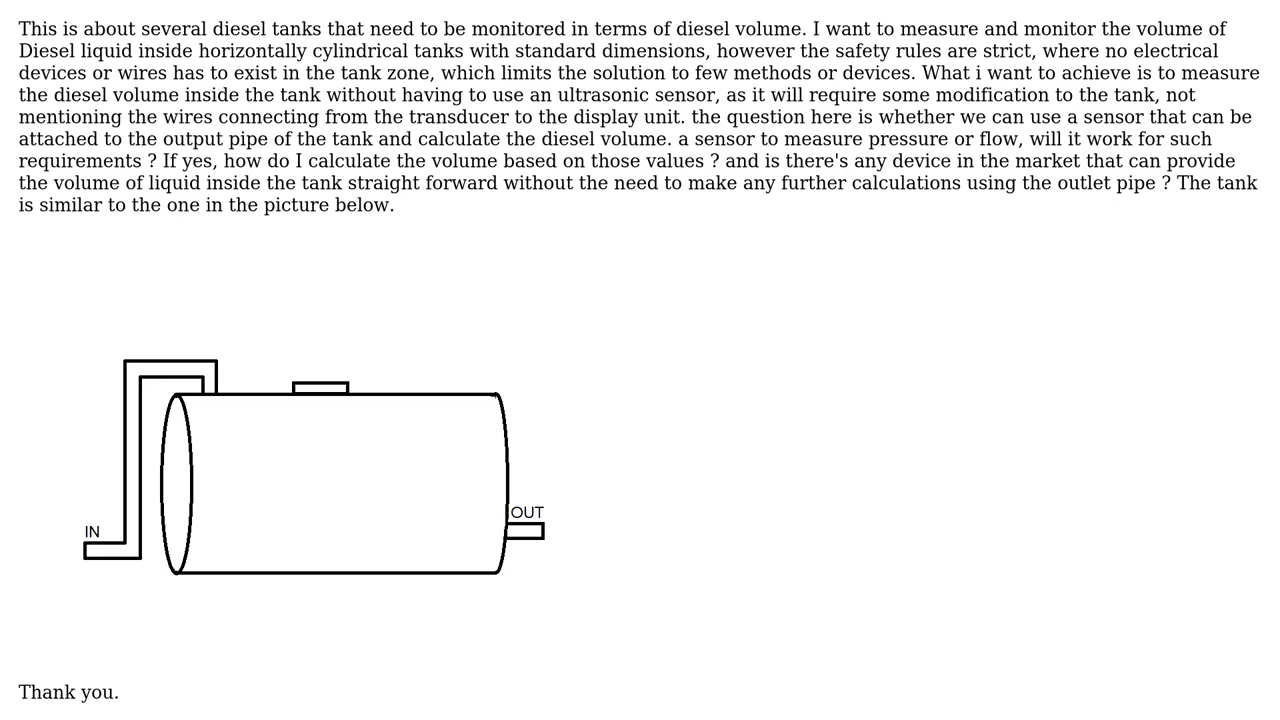 This is about several diesel tanks that need to be monitored in terms of diesel volume. I want to measure and monitor the volume of
Diesel liquid inside horizontally cylindrical tanks with standard dimensions, however the safety rules are strict, where no electrical
devices or wires has to exist in the tank zone, which limits the solution to few methods or devices. What i want to achieve is to measure
the diesel volume inside the tank without having to use an ultrasonic sensor, as it will require some modification to the tank, not
mentioning the wires connecting from the transducer to the display unit. the question here is whether we can use a sensor that can be
attached to the output pipe of the tank and calculate the diesel volume. a sensor to measure pressure or flow, will it work for such
requirements ? If yes, how do I calculate the volume based on those values ? and is there's any device in the market that can provide
the volume of liquid inside the tank straight forward without the need to make any further calculations using the outlet pipe ? The tank
is similar to the one in the picture below.
OUT
IN
Thank you.